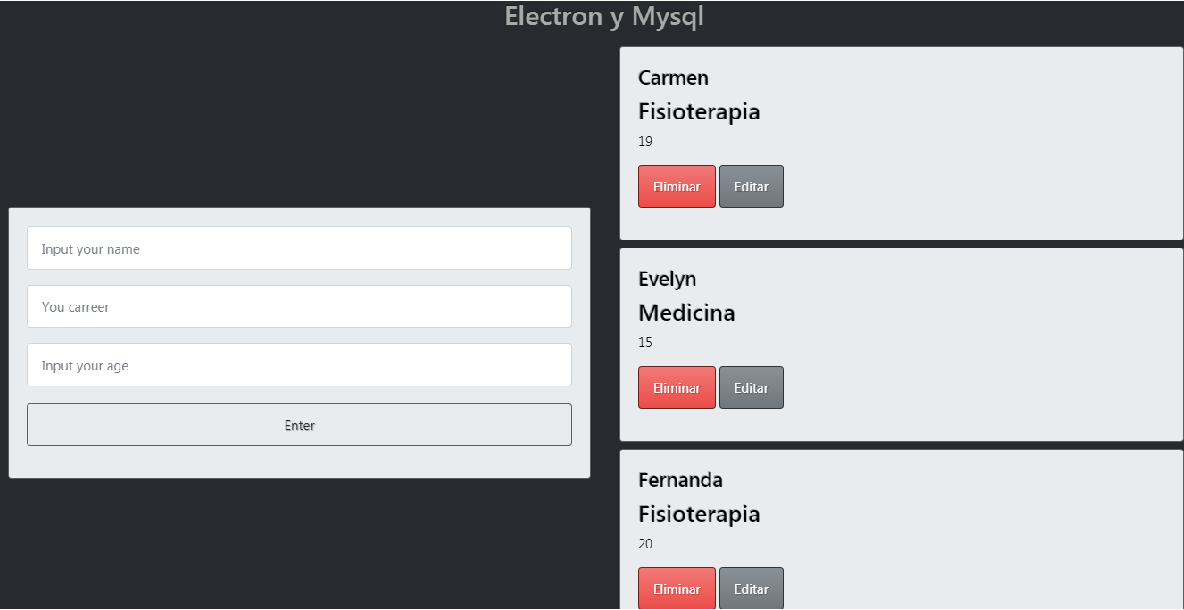 Electron y Mysql
Input your name
You carreer
Input your age
Enter
Carmen
Fisioterapia
19
Eliminar Editar
Evelyn
Medicina
15
Eliminar Editar
Fernanda
Fisioterapia
20
Eliminar Editar